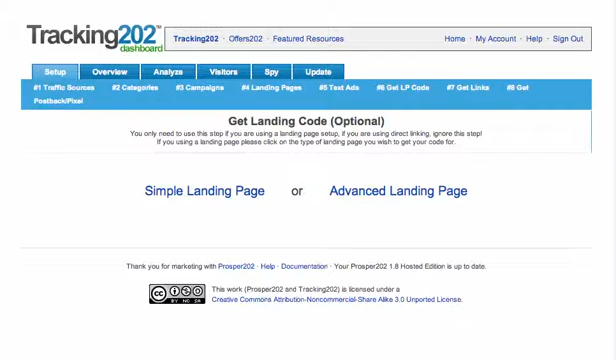 Tracking202™
dashboard
Tracking202 · Offers202 · Featured Resources
Home · My Account · Help · Sign Out
Setup Overview Analyze Visitors Spy Update
#1 Traffic Sources #2 Categories #3 Campaigns #4 Landing Pages #5 Text Ads #6 Get LP Code #7 Get Links #8 Get
Postback/Pixel
Get Landing Code (Optional)
You only need to use this step if you are using a landing page setup, if you are using direct linking, ignore this step!
If you using a landing page please click on the type of landing page you wish to get your code for.
Simple Landing Page or Advanced Landing Page
Thank you for marketing with Prosper202 · Help · Documentation · Your Prosper202 1.8 Hosted Edition is up to date.
This work (Prosper202 and Tracking202) is licensed under a
Creative Commons Attribution-Noncommercial-Share Alike 3.0 Unported License.
CC BY NC SA